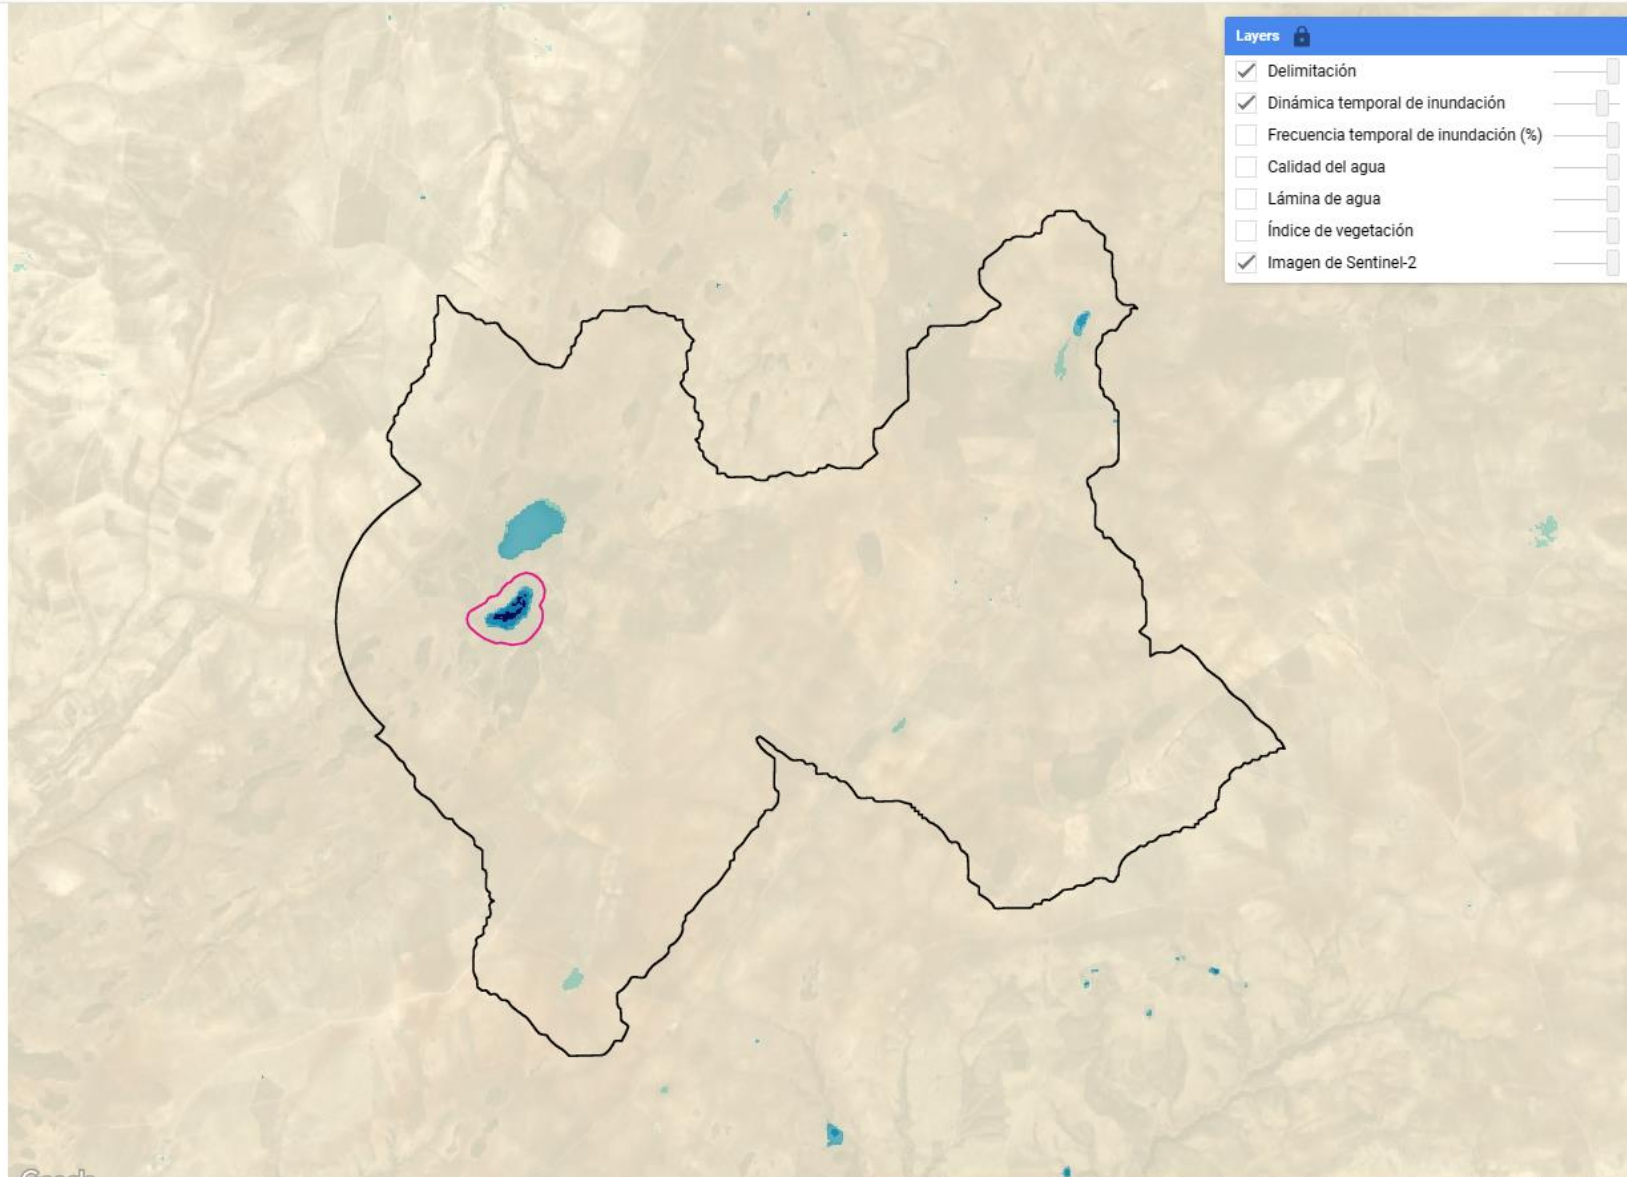 Layers
Delimitación
Dinámica temporal de inundación
Frecuencia temporal de inundación (%)
Calidad del agua
Lámina de agua
Índice de vegetación
Imagen de Sentinel-2